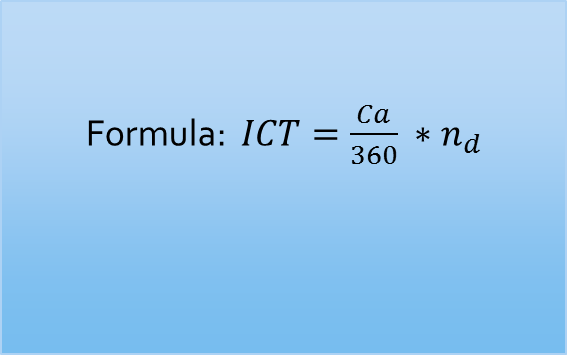 Formula: ICT = Ca/360 * n_d